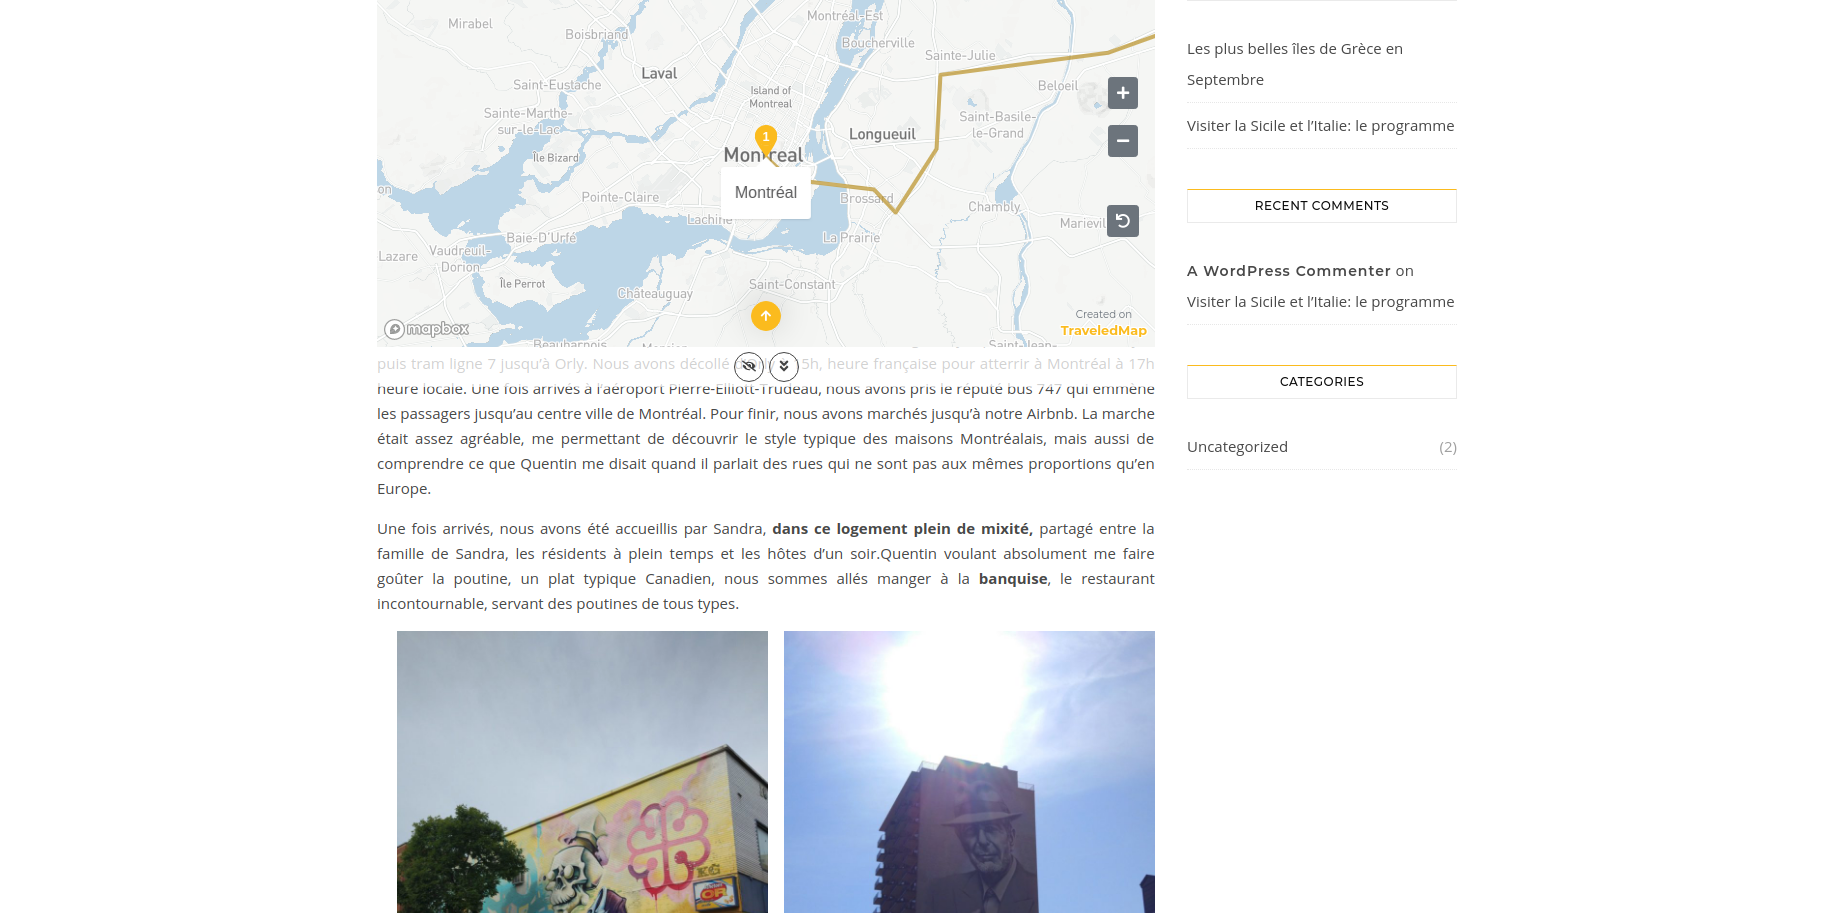 Mirabel
Montréal-Est
Boisbriand
Boucherville
Sainte-Julie
Laval
Saint-Eustache
Island of
Montreal
Beloeil
Sainte-Marthe-
sur-le-Lac
Longueuil
Saint-Basile-
le-Grand
1
Île Bizard
Montréal
Pointe-Claire
Brossard
Chambly
Lachine
Marievil
Baie-D'Urfé
La Prairie
Vaudreuil-
Dorion
Lazare
Île Perrot
Saint-Constant
Châteauguay
Created on
TraveledMap
mapbox
Beauharnois
Saint-Jean-
puis tram ligne 7 jusqu'à Orly. Nous avons décollé d'Orly 15h, heure française pour atterrir à Montréal à 17h
heure locale. Une fois arrivés à l'aéroport Pierre-Elliott-Trudeau, nous avons pris le réputé bus 747 qui emmène
les passagers jusqu'au centre ville de Montréal. Pour finir, nous avons marchés jusqu'à notre Airbnb. La marche
était assez agréable, me permettant de découvrir le style typique des maisons Montréalais, mais aussi de
comprendre ce que Quentin me disait quand il parlait des rues qui ne sont pas aux mêmes proportions qu'en
Europe.
Une fois arrivés, nous avons été accueillis par Sandra, dans ce logement plein de mixité, partagé entre la
famille de Sandra, les résidents à plein temps et les hôtes d'un soir.Quentin voulant absolument me faire
goûter la poutine, un plat typique Canadien, nous sommes allés manger à la banquise, le restaurant
incontournable, servant des poutines de tous types.
Les plus belles îles de Grèce en
Septembre
Visiter la Sicile et l'Italie: le programme
RECENT COMMENTS
A WordPress Commenter on
Visiter la Sicile et l'Italie: le programme
CATEGORIES
Uncategorized (2)